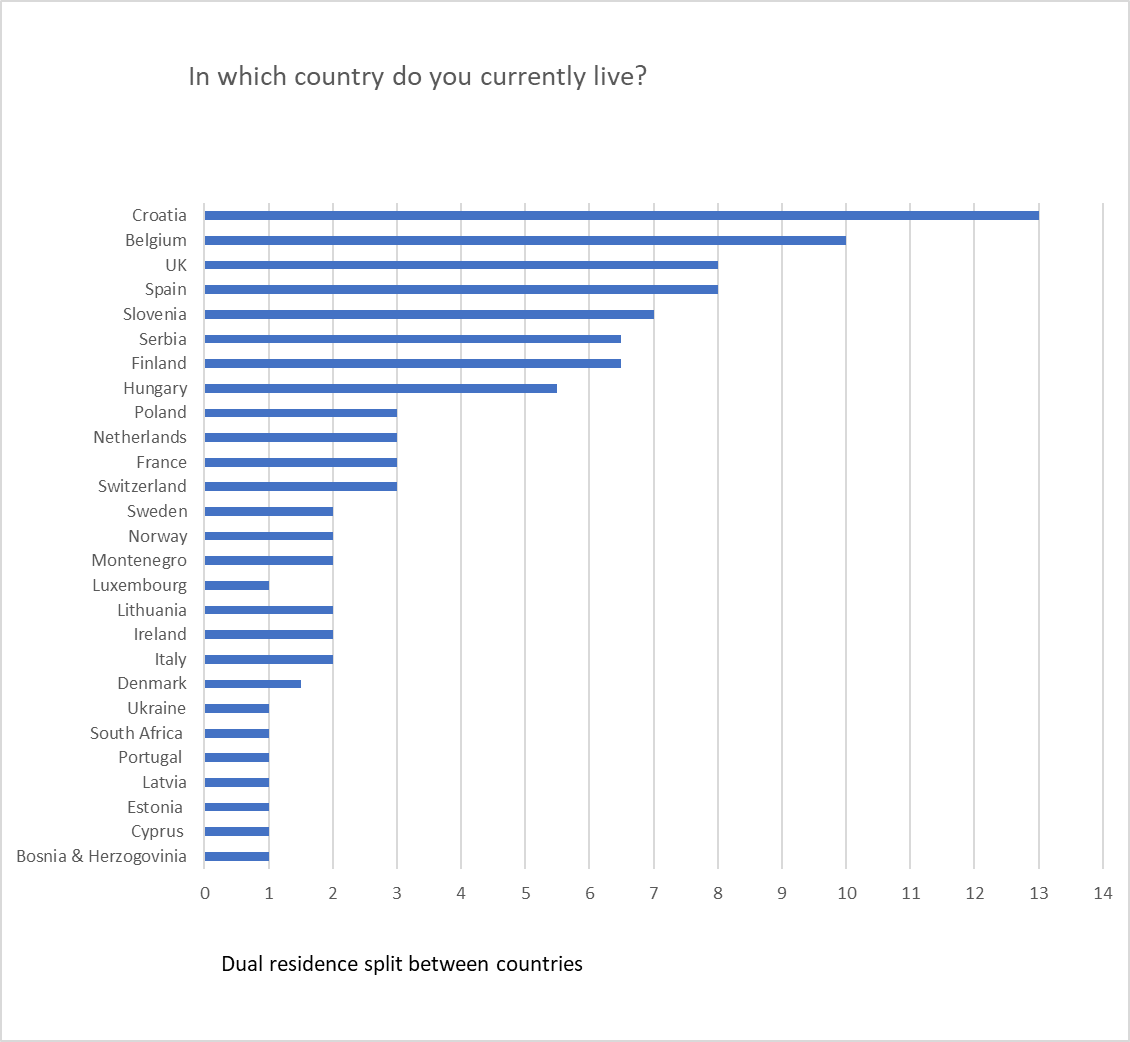 In which country do you currently live?
Croatia
Belgium
UK
Spain
Slovenia
Serbia
Finland
Hungary
Poland
Netherlands
France
Switzerland
Sweden
Norway
Montenegro
Luxembourg
Lithuania
Ireland
Italy
Denmark
Ukraine
South Africa
Portugal
Latvia
Estonia
Cyprus
Bosnia & Herzogovinia
0 1 2 3 4 5 6 7 8 9 10 11 12 13 14
Dual residence split between countries